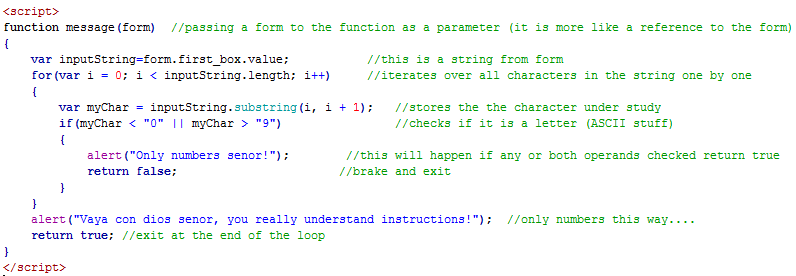 <script>
function message(form)  //passing a form to the function as a parameter (it is more like a reference to the form)
{
    var inputString=form.first_box.value;           //this is a string from form
    for(var i = 0; i < inputString.length; i++)     //iterates over all characters in the string one by one
    {
        var myChar = inputString.substring(i, i + 1);   //stores the the character under study
        if(myChar < "0" || myChar > "9")                //checks if it is a letter (ASCII stuff)
        {
            alert("Only numbers senor!");        //this will happen if any or both operands checked return true
            return false;                       //brake and exit
        }
    }
    alert("Vaya con dios senor, you really understand instructions!");  //only numbers this way....
    return true; //exit at the end of the loop
}
</script>